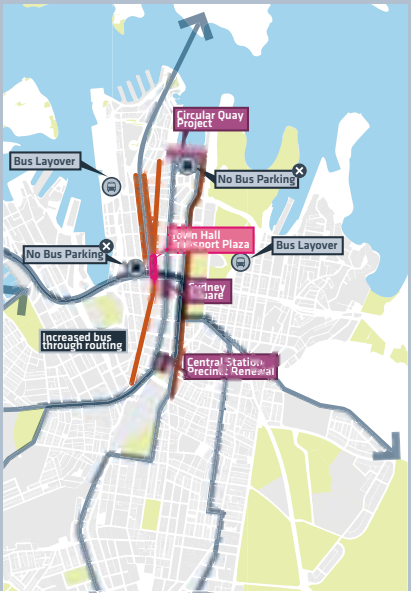 Circular Quay
Project
Bus Layover
No Bus Parking
Town Hall
Transport Plaza
Bus Layover
No Bus Parking
Sydney
Square
Increased bus
through routing
Central Station
Precinct Renewal